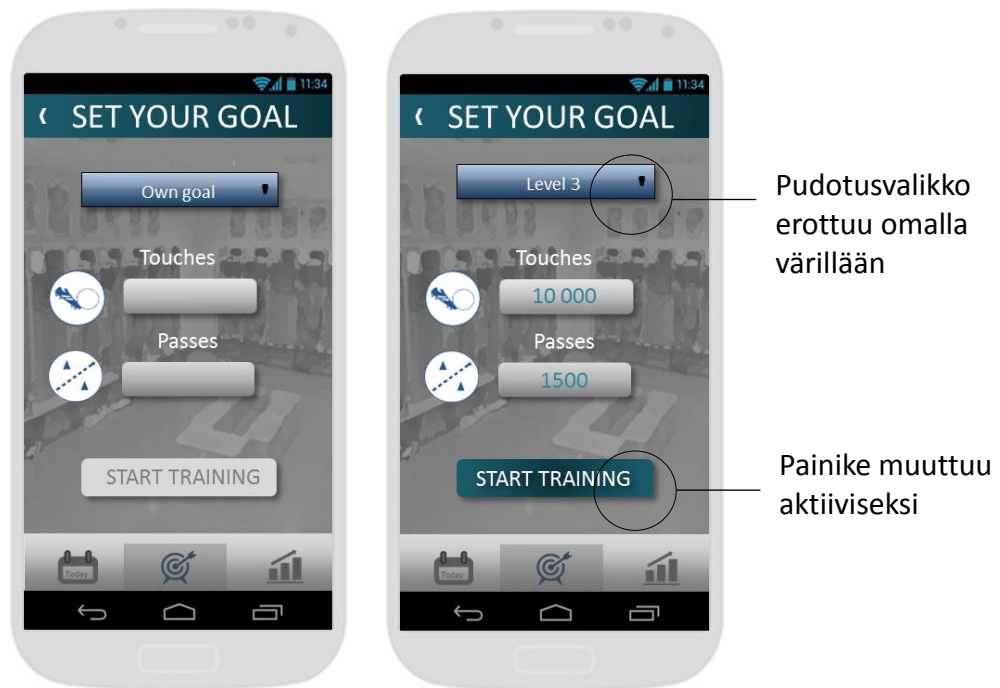 11:34
SET YOUR GOAL
Own goal
Touches
Passes
START TRAINING
Today
11:34
SET YOUR GOAL
Level 3
Touches
10 000
Passes
1500
START TRAINING
Today
Pudotusvalikko
erottuu omalla
värillään
Painike muuttuu
aktiiviseksi